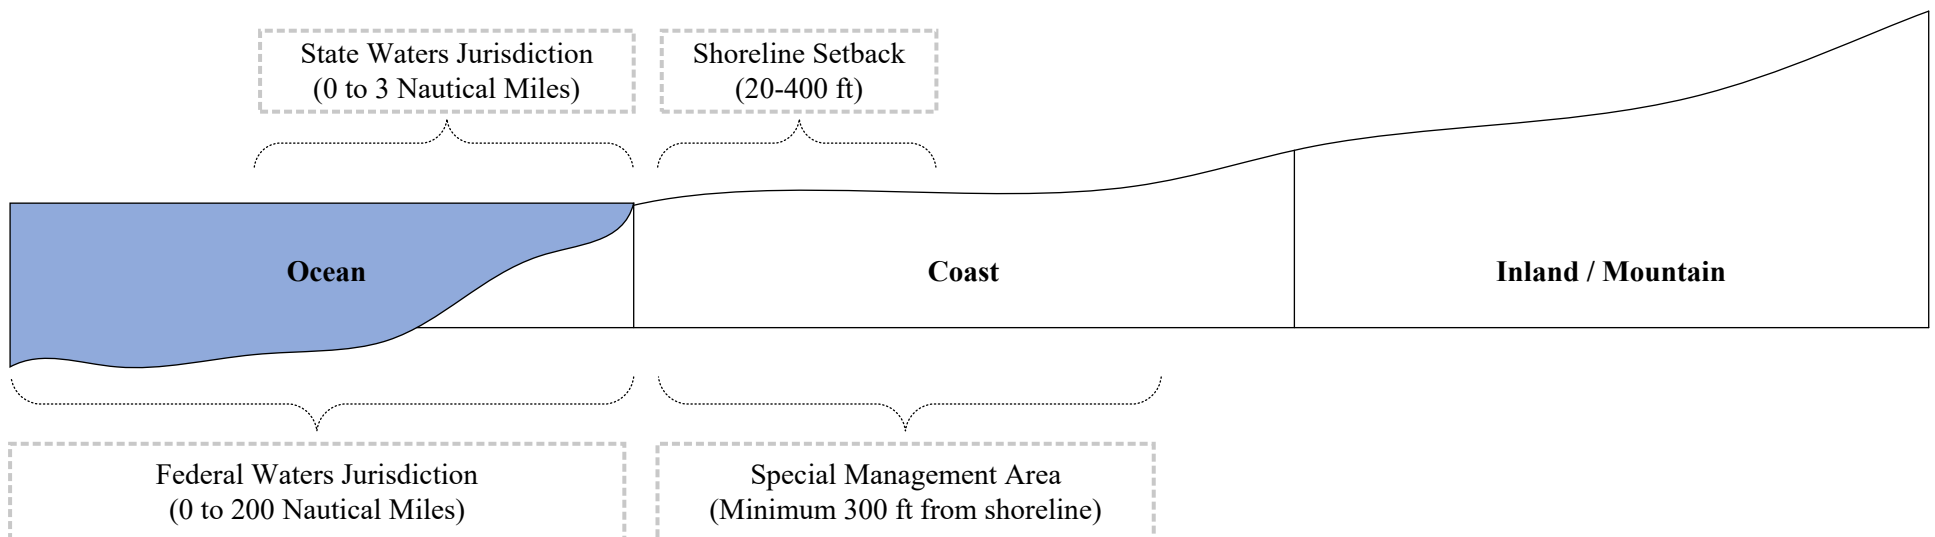 State Waters Jurisdiction
(0 to 3 Nautical Miles)
Shoreline Setback
(20-400 ft)
Ocean
Coast
Inland / Mountain
Federal Waters Jurisdiction
(0 to 200 Nautical Miles)
Special Management Area
(Minimum 300 ft from shoreline)